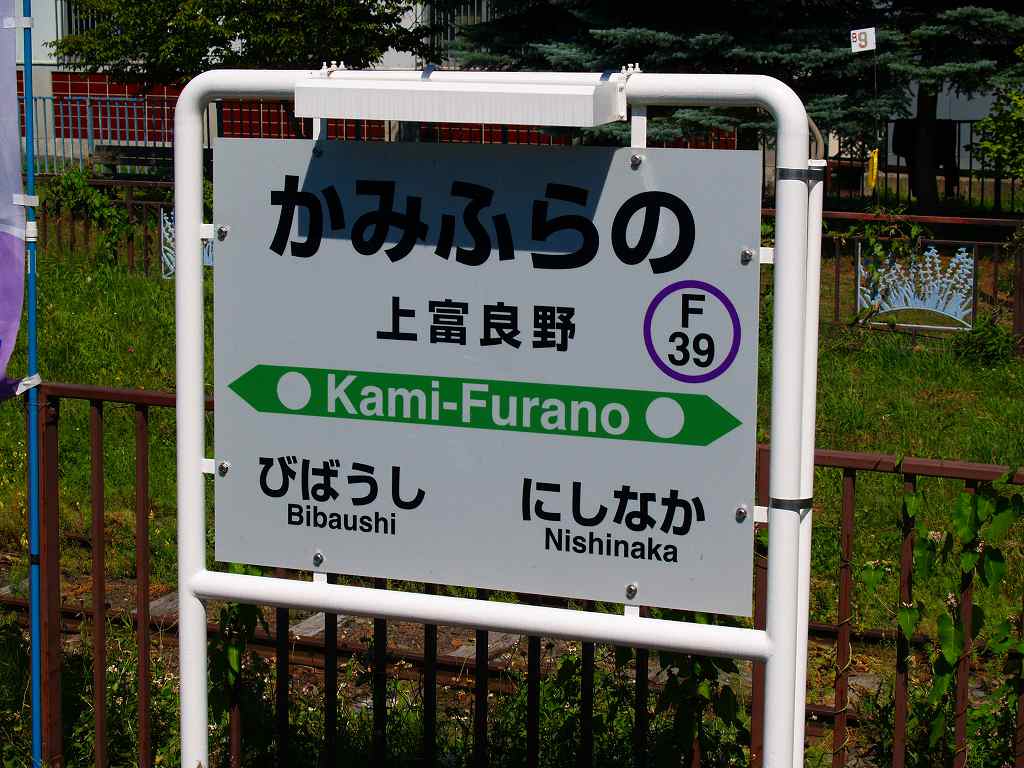 B9
かみふらの
上富良野
F
39
Kami-Furano
びばうし
Bibaushi
にしなか
Nishinaka